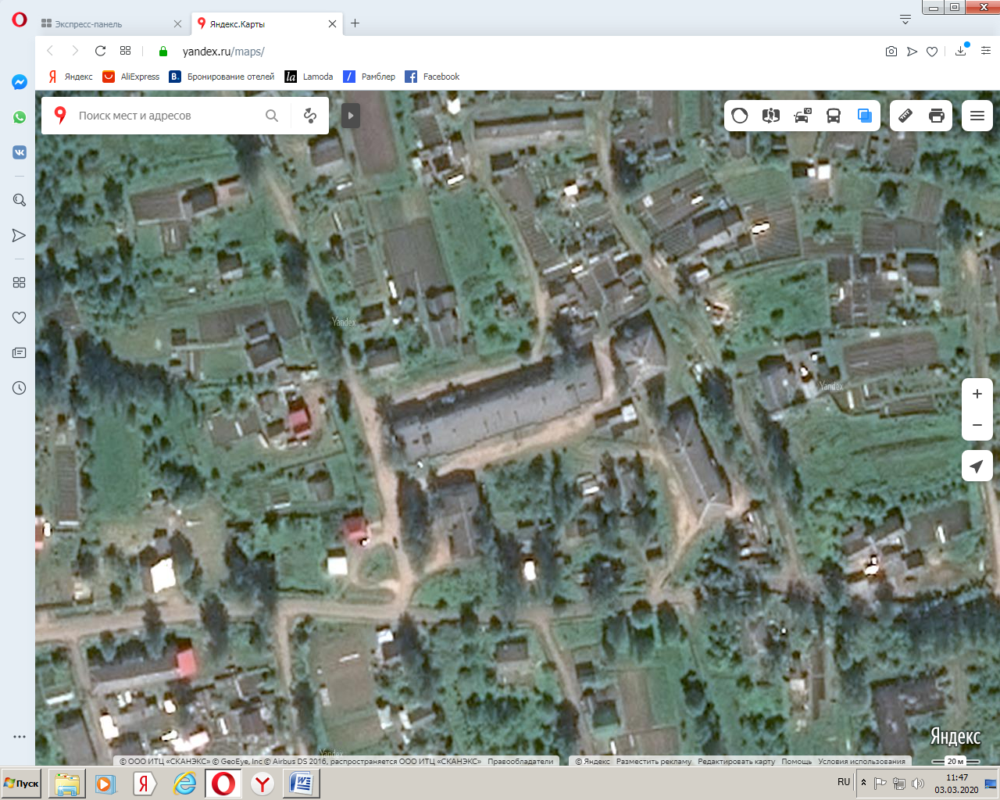 Экспресс-панель
Яндекс.Карты
yandex.ru/maps/
Яндекс
AliExpress
B. Бронирование отелей
la Lamoda
Рамблер
Facebook
Поиск мест и адресов
Yandex
Yandex
Yandex
Яндекс
© ООО ИТЦ «СКАНЭКС» © GeoEye, Inc © Airbus DS 2016, распространяется ООО ИТЦ «СКАНЭКС» Правообладатели
© Яндекс Разместить рекламу Редактировать карту Помощь Условия использования
20 м
Пуск
RU
11:47
03.03.2020